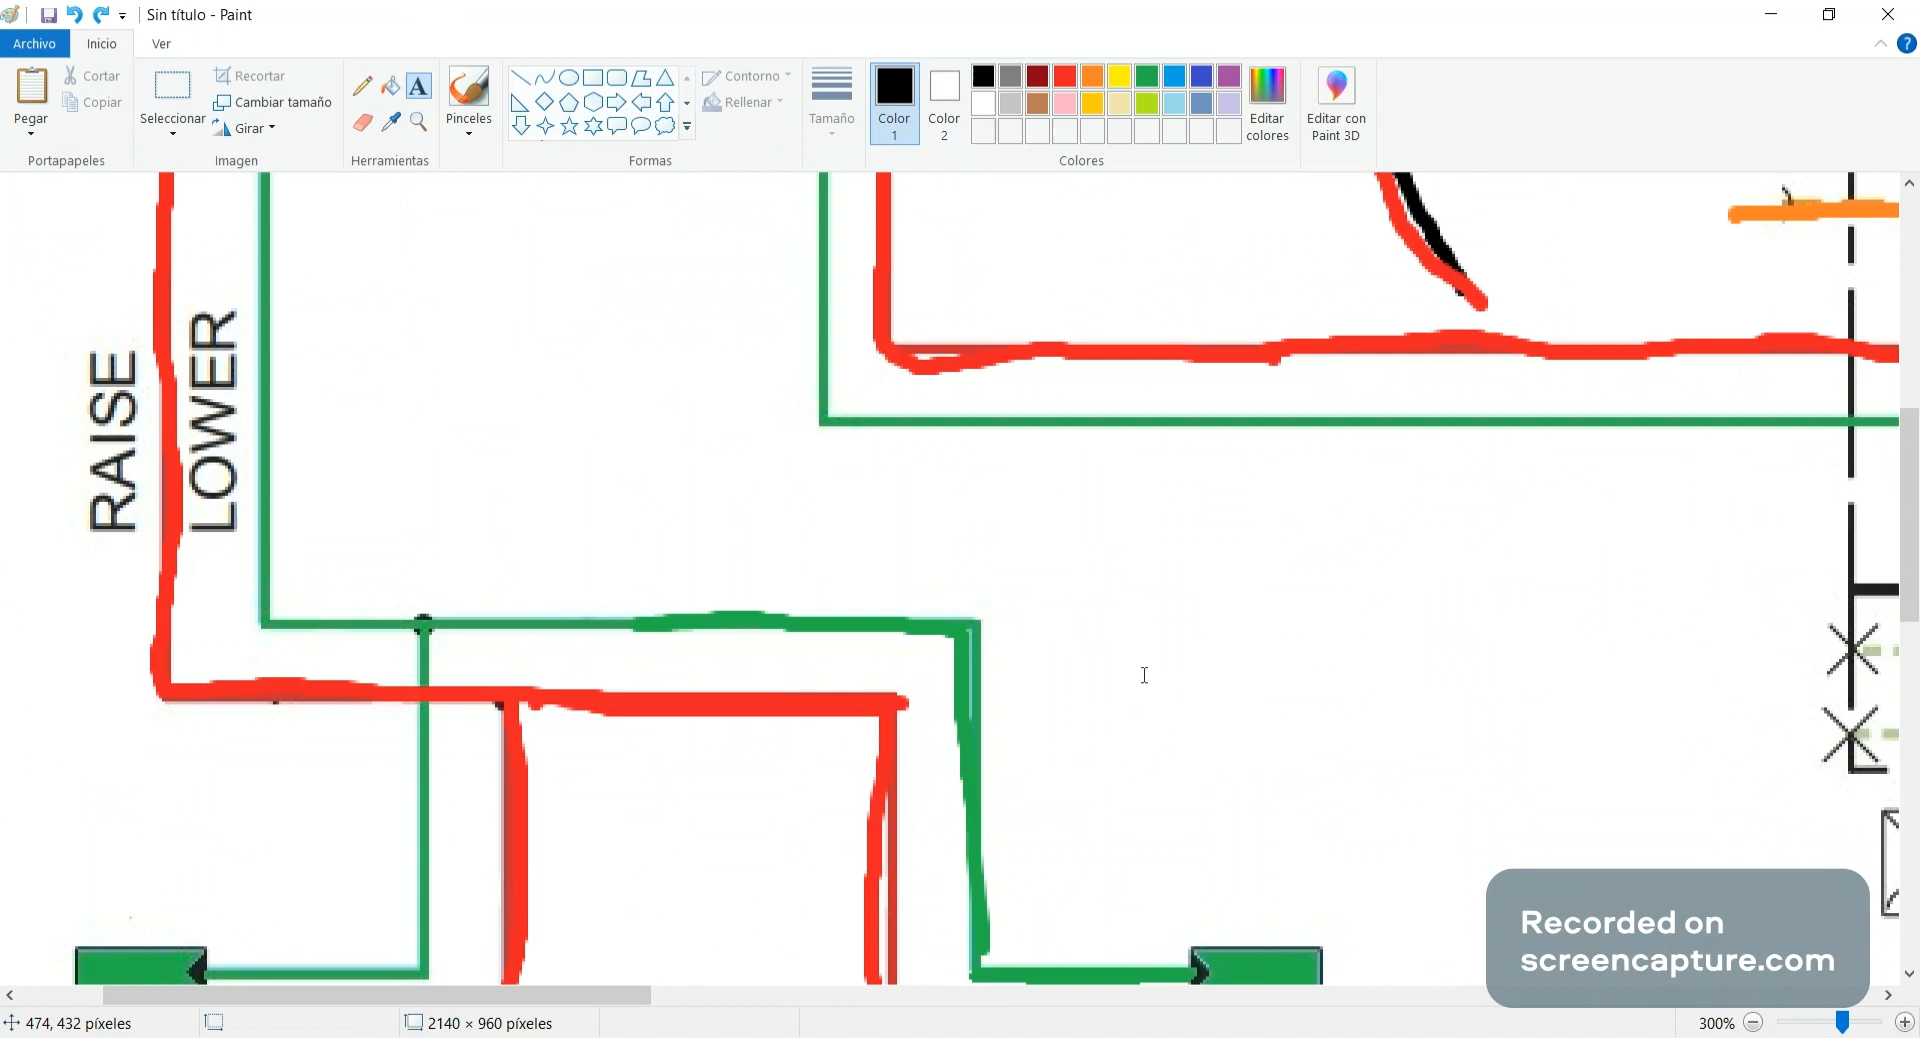 Sin título - Paint
Archivo Inicio Ver
Pegar
Cortar
Copiar
Portapapeles
Seleccionar
Recortar
Cambiar tamaño
Girar
Imagen
A
Herramientas
Pinceles
Contorno
Rellenar
Formas
Tamaño
Color
1
Color
2
Editar
colores
Colores
Editar con
Paint 3D
?
RAISE
LOWER
Recorded on
screencapture.com
474, 432 píxeles
2140 × 960 píxeles
300%